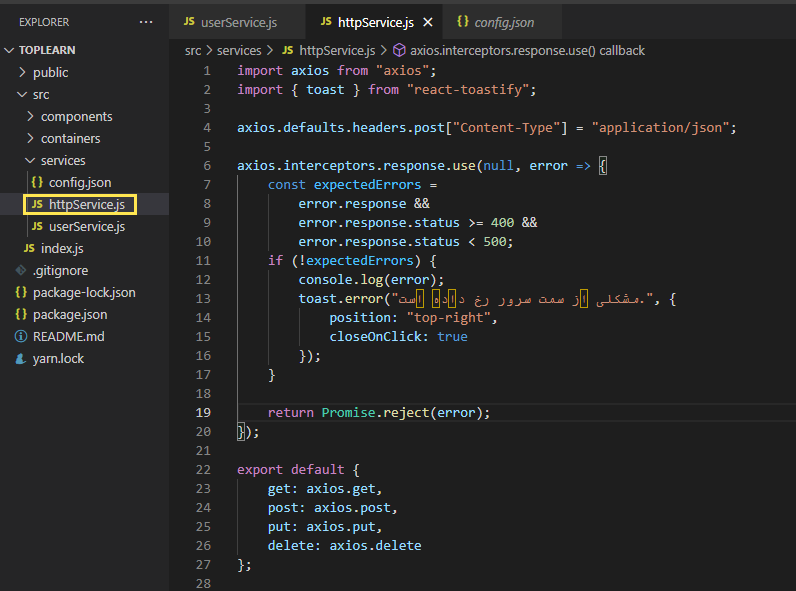 EXPLORER ···
TOPLEARN
public
src
components
containers
services
{} config.json
JS httpService.js
JS userService.js
JS index.js
.gitignore
{} package-lock.json
{} package.json
README.md
yarn.lock
JS userService.js JS httpService.js {} config.json
src > services > JS httpService.js > axios.interceptors.response.use() callback
1 import axios from "axios";
2 import { toast } from "react-toastify";
3
4 axios.defaults.headers.post["Content-Type"] = "application/json";
5
6 axios.interceptors.response.use(null, error => {
7 const expectedErrors =
8 error.response &&
9 error.response.status >= 400 &&
10 error.response.status < 500;
11 if (!expectedErrors) {
12 console.log(error);
13 toast.error("مشکلی از سمت سرور رخ داده است.", {
14 position: "top-right",
15 closeOnClick: true
16 });
17 }
18
19 return Promise.reject(error);
20 });
21
22 export default {
23 get: axios.get,
24 post: axios.post,
25 put: axios.put,
26 delete: axios.delete
27 };
28